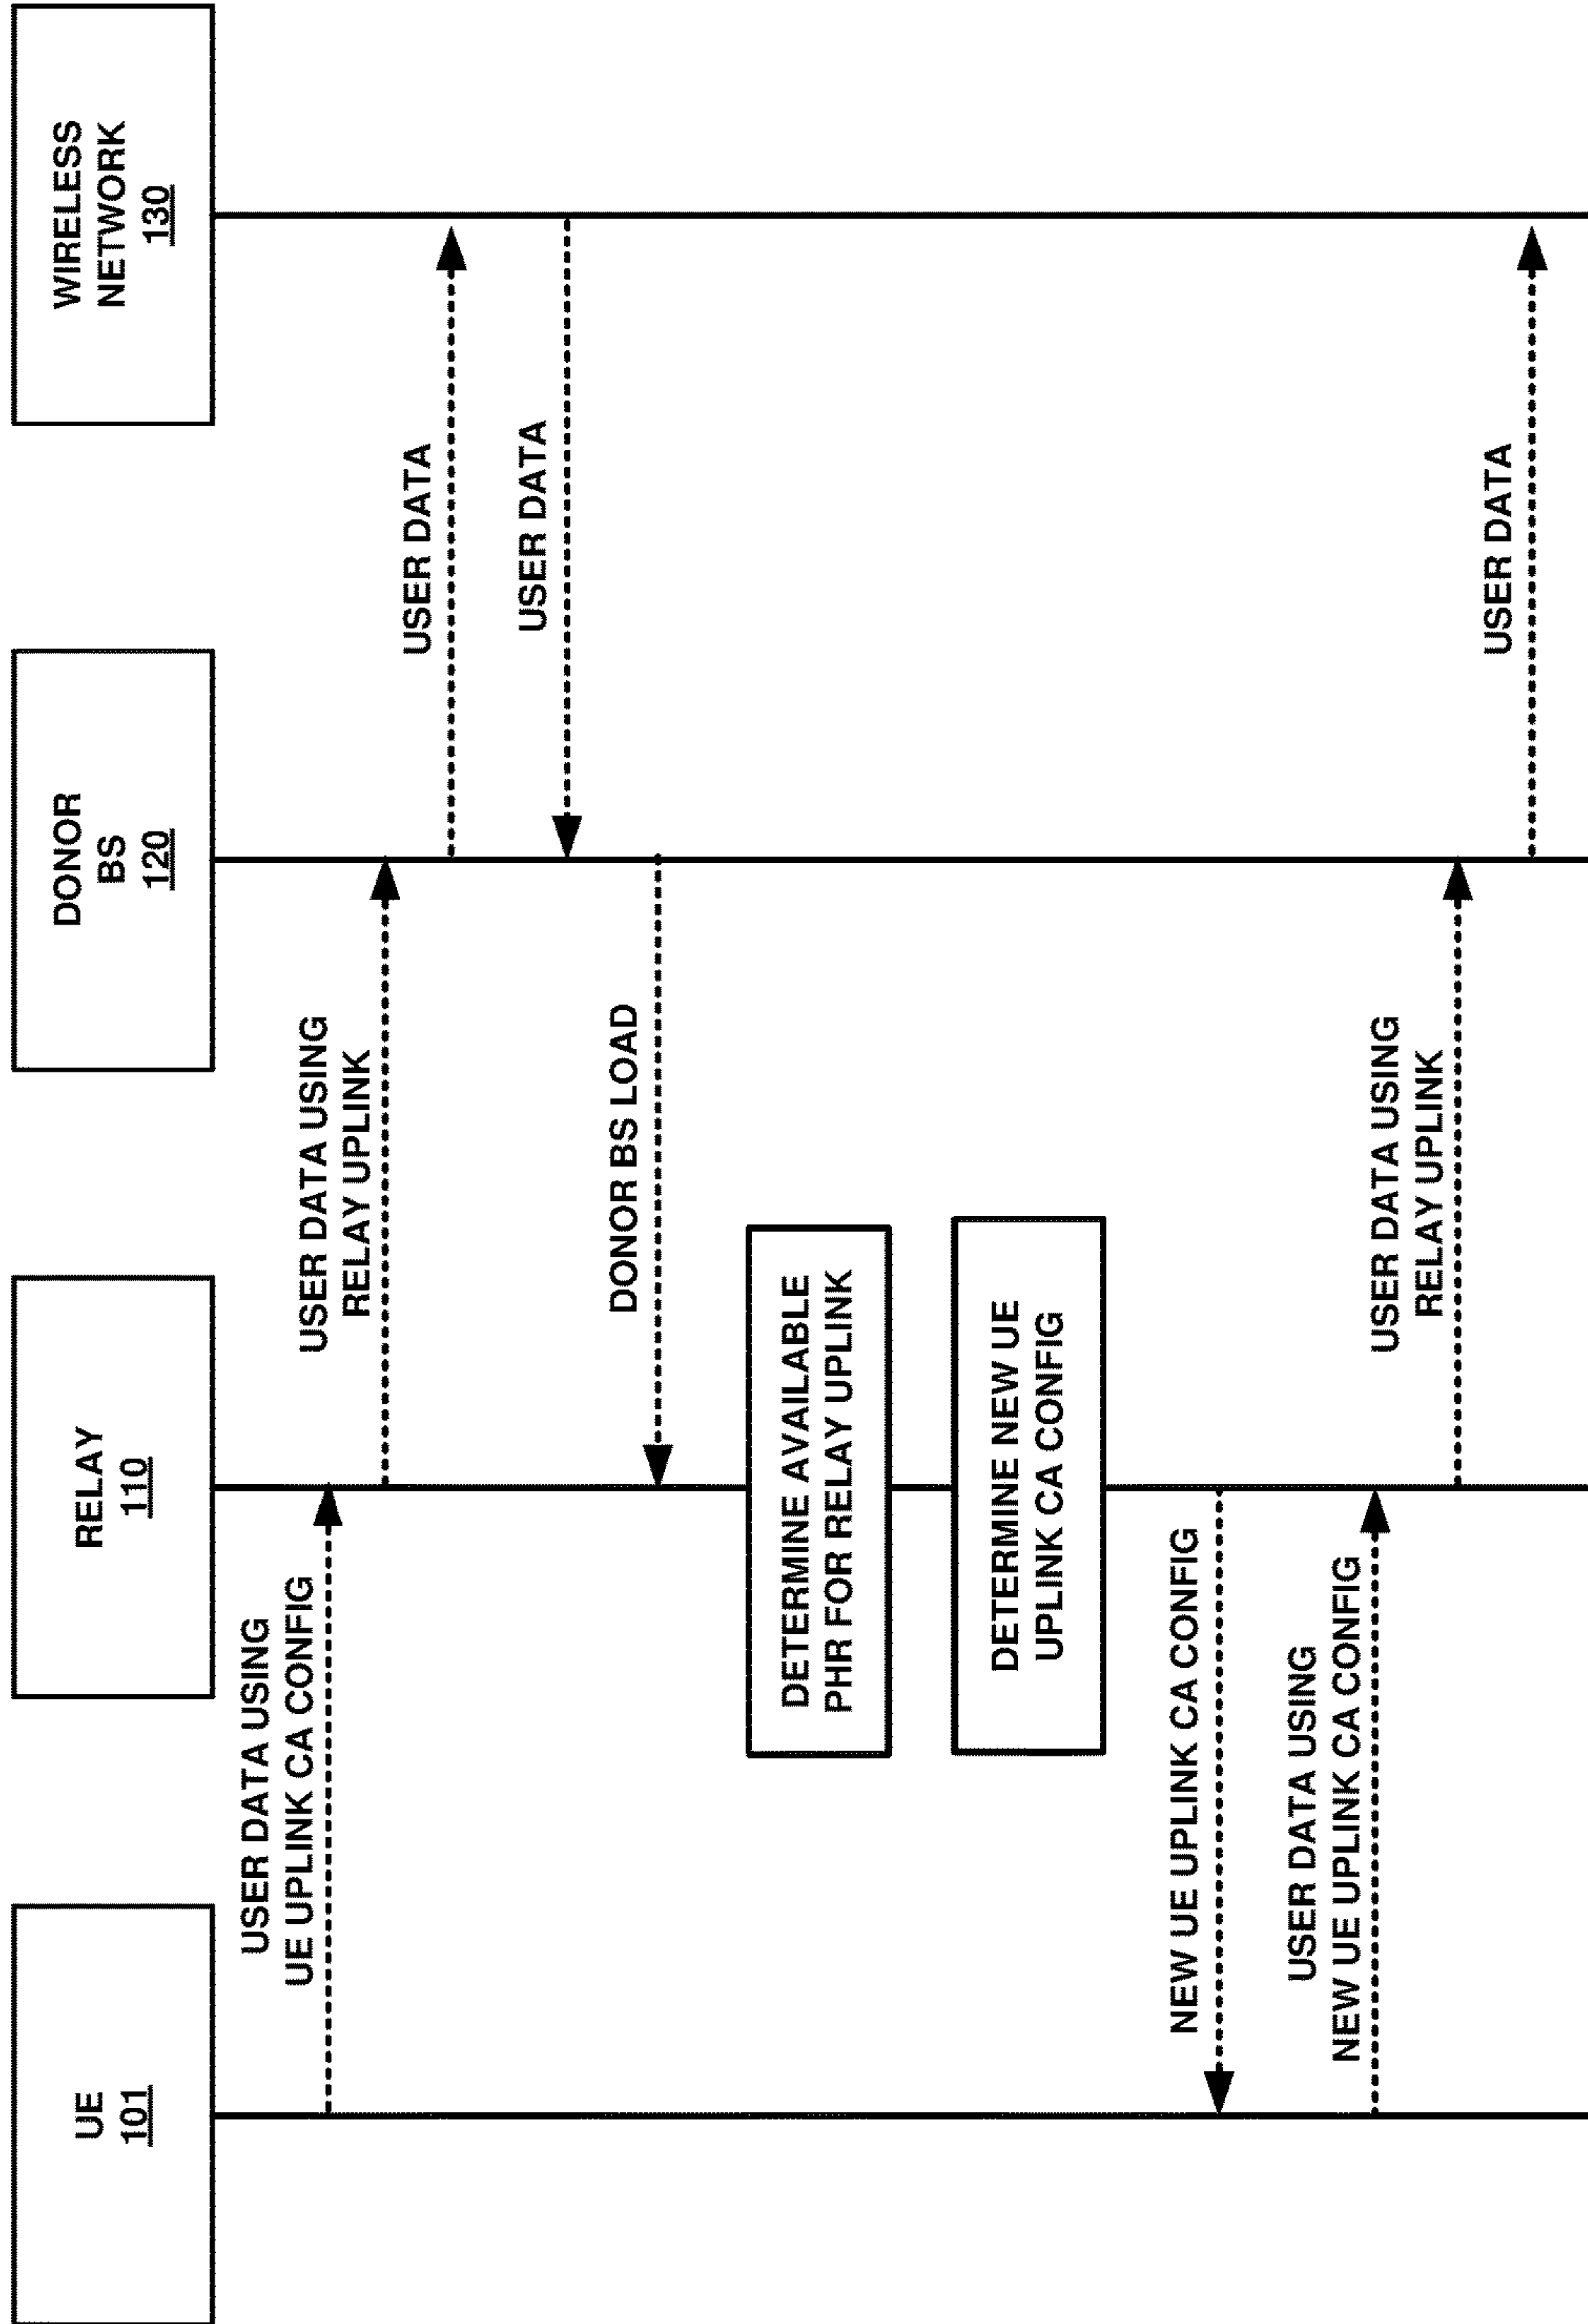 UE
101
RELAY
110
DONOR
BS
120
WIRELESS
NETWORK
130
USER DATA USING
UE UPLINK CA CONFIG
USER DATA USING
RELAY UPLINK
USER DATA
USER DATA
DONOR BS LOAD
DETERMINE AVAILABLE
PHR FOR RELAY UPLINK
DETERMINE NEW UE
UPLINK CA CONFIG
NEW UE UPLINK CA CONFIG
USER DATA USING
NEW UE UPLINK CA CONFIG
USER DATA USING
RELAY UPLINK
USER DATA